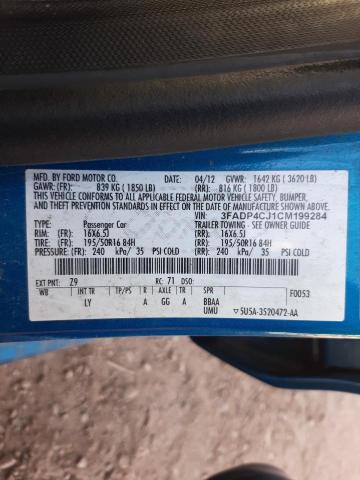 MFD. BY FORD MOTOR CO.
DATE: 04/12 GVWR: 1642 KG ( 3620 LB)
GAWR: (FR): 839 KG ( 1850 LB) (RR): 816 KG ( 1800 LB)
THIS VEHICLE CONFORMS TO ALL APPLICABLE FEDERAL MOTOR VEHICLE SAFETY, BUMPER,
AND THEFT PREVENTION STANDARDS IN EFFECT ON THE DATE OF MANUFACTURE SHOWN ABOVE.
VIN: 3FADP4CJ1CM199284
TYPE: Passenger Car TRAILER TOWING - SEE OWNER GUIDE
RIM: (FR): 16X6.5J (RR): 16X6.5J
TIRE: (FR): 195/50R16 84H (RR): 195/50R16 84H
PRESSURE: (FR): 240 kPa/ 35 PSI COLD (RR): 240 kPa/ 35 PSI COLD
EXT PNT: Z9 RC: 71 DSO: F0053
WB INT TR TP/PS R AXLE TR SPR
LY A GG A BBAA
UMU ▽ 5U5A-3520472-AA